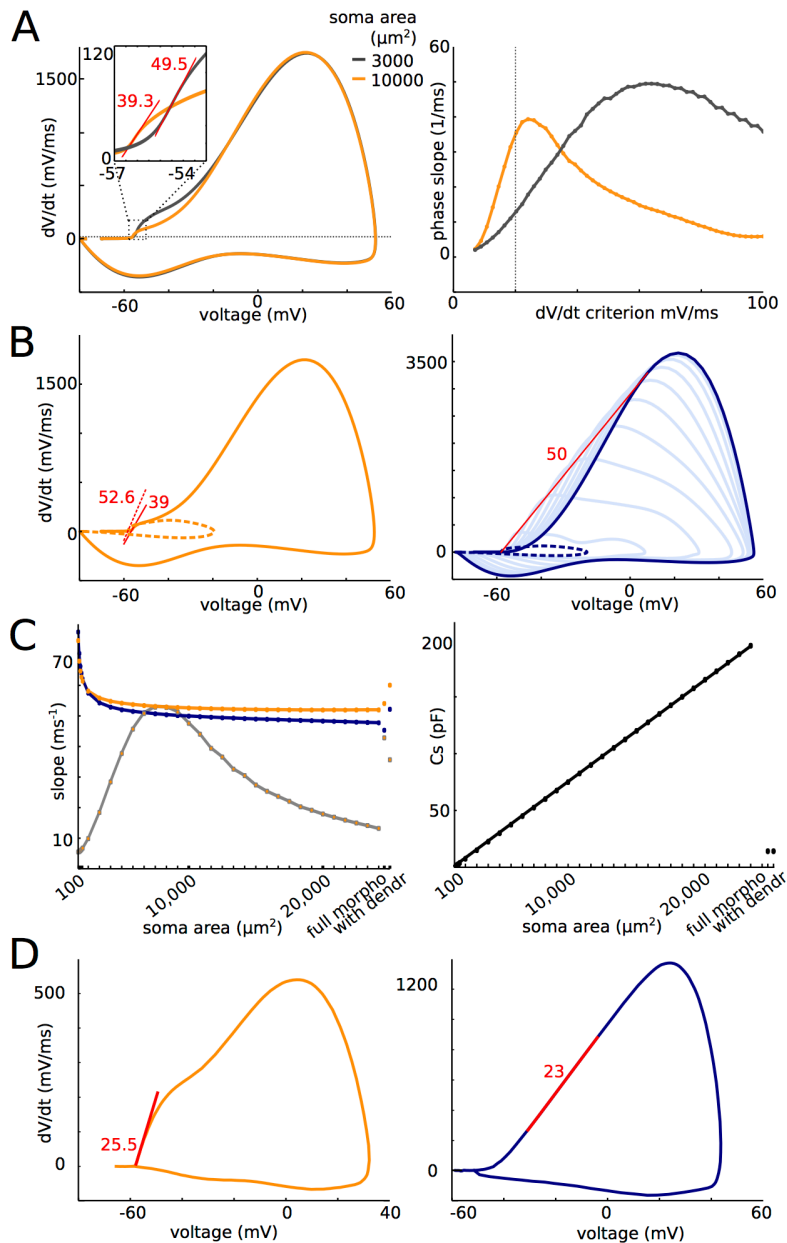 A
soma area
(µm²)
3000
10000
120
49.5
39.3
0
-57
-54
1500
0
dV/dt (mV/ms)
-60
0
60
voltage (mV)
60
0
phase slope (1/ms)
0
100
dV/dt criterion mV/ms
B
1500
0
dV/dt (mV/ms)
52.6
39
-60
0
60
voltage (mV)
3500
0
50
-60
0
60
voltage (mV)
C
70
10
slope (ms⁻¹)
100
10,000
20,000
full morpho
with dendr
soma area (µm²)
200
50
Cs (pF)
100
10,000
20,000
full morpho
with dendr
soma area (µm²)
D
500
0
dV/dt (mV/ms)
25.5
-60
0
40
voltage (mV)
1200
0
23
-60
0
60
voltage (mV)